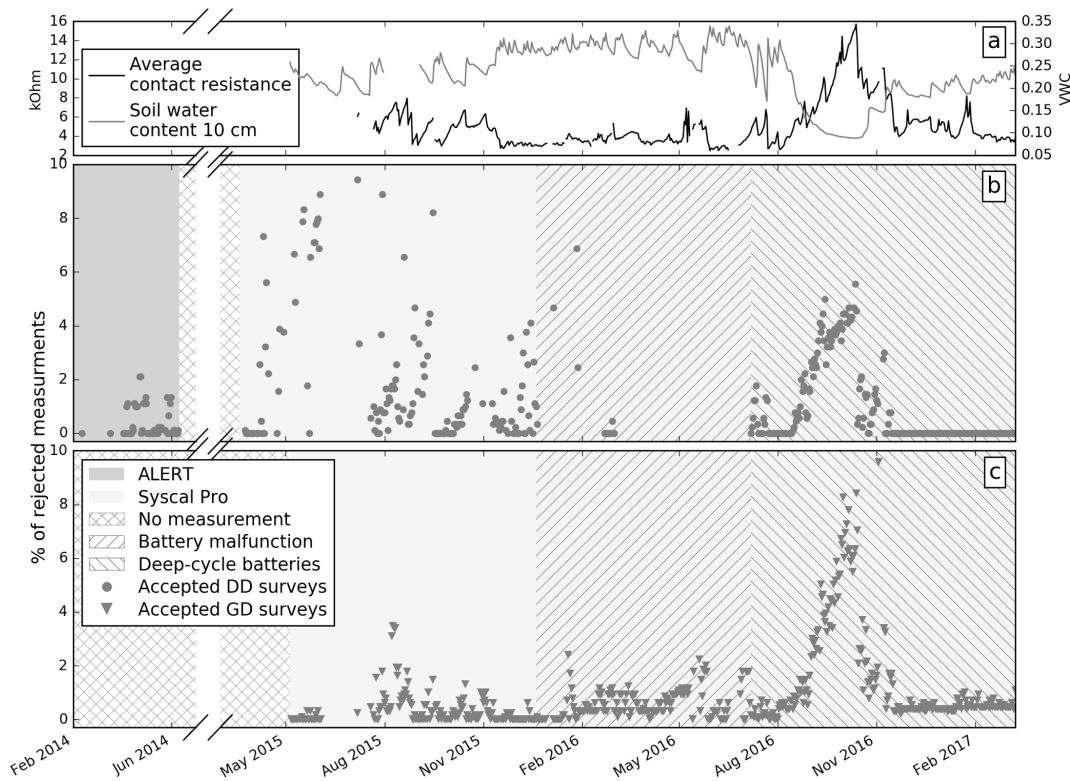 16
14
12
10
8
6
4
2
kOhm
Average
contact resistance
Soil water
content 10 cm
a
0.35
0.30
0.25
0.20
0.15
0.10
0.05
VWC
10
8
6
4
2
0
b
% of rejected measurments
10
8
6
4
2
0
c
ALERT
Syscal Pro
No measurement
Battery malfunction
Deep-cycle batteries
Accepted DD surveys
Accepted GD surveys
Feb 2014
Jun 2014
May 2015
Aug 2015
Nov 2015
Feb 2016
May 2016
Aug 2016
Nov 2016
Feb 2017